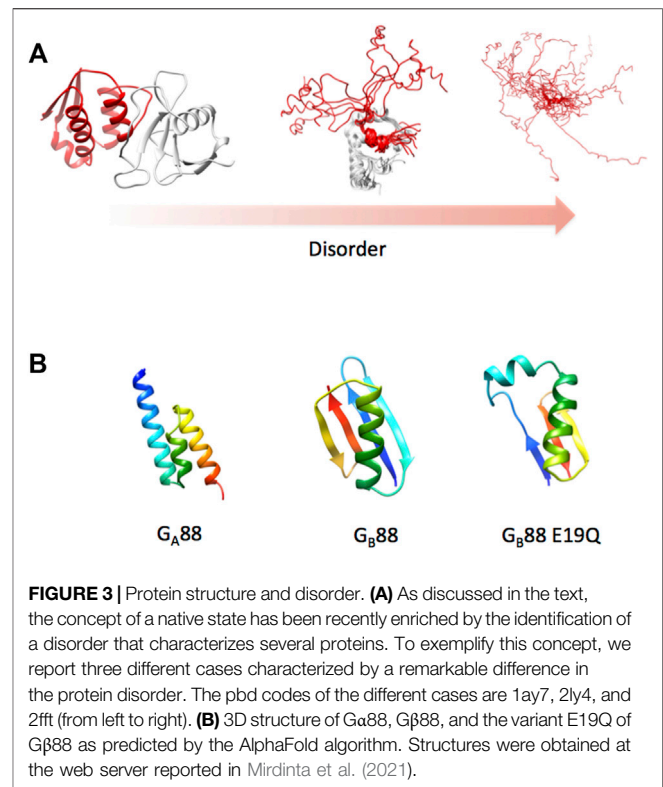 A
Disorder
B
G_A88
G_B88
G_B88 E19Q
FIGURE 3 | Protein structure and disorder. (A) As discussed in the text,
the concept of a native state has been recently enriched by the identification of
a disorder that characterizes several proteins. To exemplify this concept, we
report three different cases characterized by a remarkable difference in
the protein disorder. The pbd codes of the different cases are 1ay7, 2ly4, and
2fft (from left to right). (B) 3D structure of Gα88, Gβ88, and the variant E19Q of
Gβ88 as predicted by the AlphaFold algorithm. Structures were obtained at
the web server reported in Mirdinta et al. (2021).